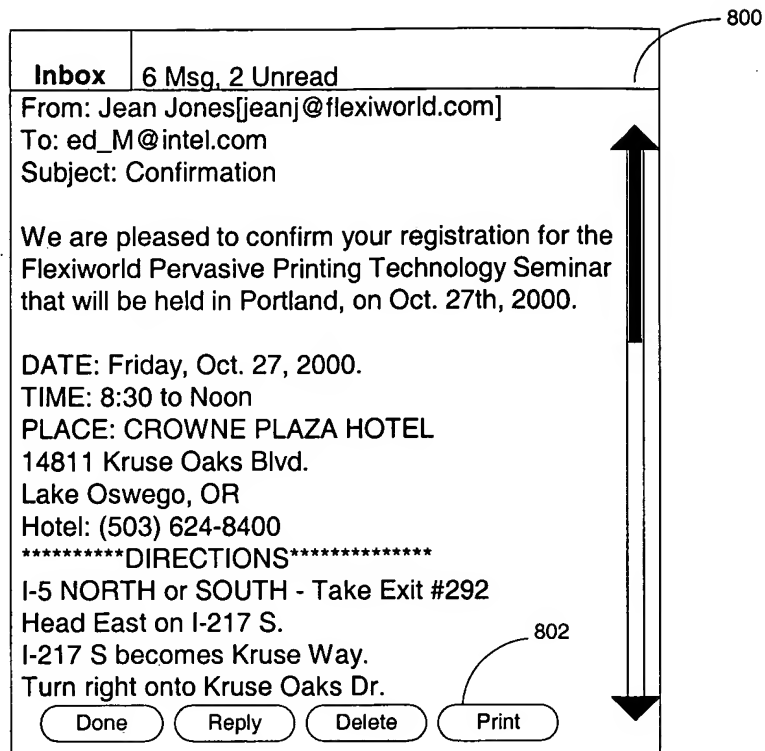 800
Inbox 6 Msg, 2 Unread
From: Jean Jones[jeanj@flexiworld.com]
To: ed_M@intel.com
Subject: Confirmation
We are pleased to confirm your registration for the
Flexiworld Pervasive Printing Technology Seminar
that will be held in Portland, on Oct. 27th, 2000.
DATE: Friday, Oct. 27, 2000.
TIME: 8:30 to Noon
PLACE: CROWNE PLAZA HOTEL
14811 Kruse Oaks Blvd.
Lake Oswego, OR
Hotel: (503) 624-8400
**********DIRECTIONS**************
I-5 NORTH or SOUTH - Take Exit #292
Head East on I-217 S.
802
I-217 S becomes Kruse Way.
Turn right onto Kruse Oaks Dr.
Done Reply Delete Print